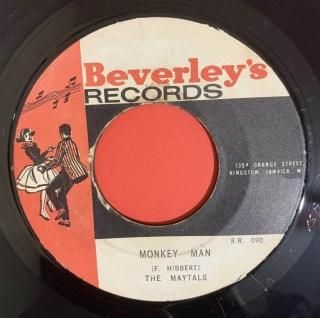 Beverley's
RECORDS
135A ORANGE STREET
KINGSTON, JAMAICA, W
B.R. 090
MONKEY MAN
(F. HIBBERT)
THE MAYTALS